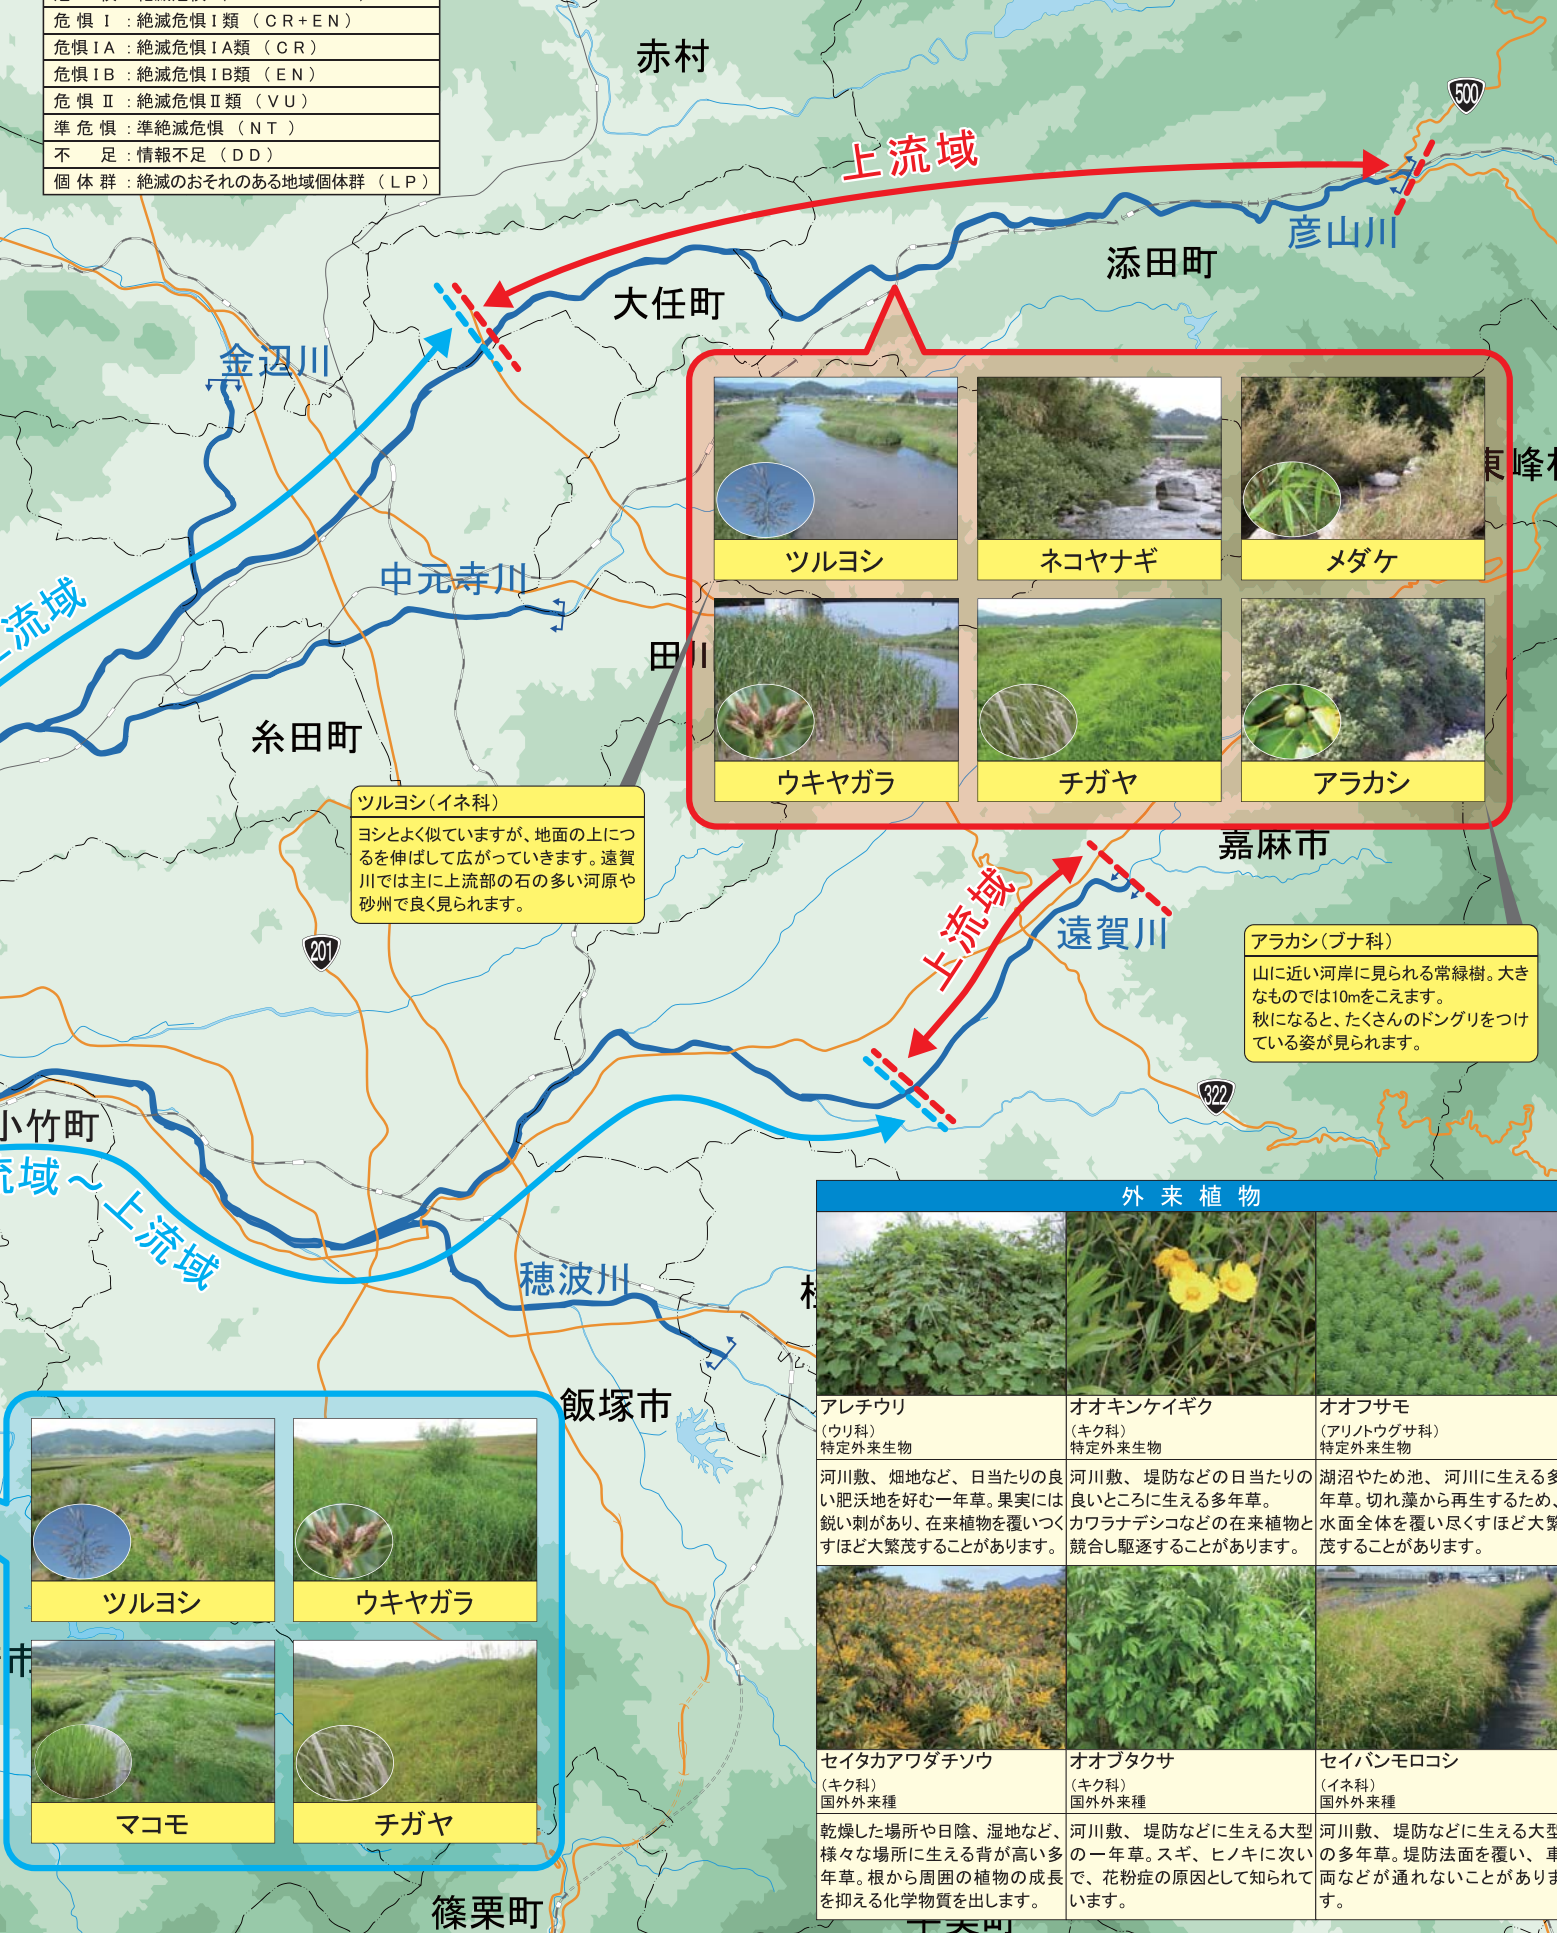 危惧Ⅰ：絶滅危惧Ⅰ類（CR+EN）
危惧ⅠA：絶滅危惧ⅠA類（CR）
危惧ⅠB：絶滅危惧ⅠB類（EN）
危惧Ⅱ：絶滅危惧Ⅱ類（VU）
準危惧：準絶滅危惧（NT）
不足：情報不足（DD）
個体群：絶滅のおそれのある地域個体群（LP）
赤村
500
上流域
彦山川
添田町
大任町
金辺川
ツルヨシ
ネコヤナギ
メダケ
東峰村
中元寺川
上流域
田川
ウキヤガラ
チガヤ
アラカシ
糸田町
ツルヨシ（イネ科）
ヨシとよく似ていますが、地面の上につ
るを伸ばして広がっていきます。遠賀
川では主に上流部の石の多い河原や
砂州で良く見られます。
嘉麻市
上流域
遠賀川
201
アラカシ（ブナ科）
山に近い河岸に見られる常緑樹。大き
なものでは10mをこえます。
秋になると、たくさんのドングリをつけ
ている姿が見られます。
322
小竹町
流域～上流域
穂波川
飯塚市
ツルヨシ
ウキヤガラ
市
マコモ
チガヤ
篠栗町
外来植物
アレチウリ
（ウリ科）
特定外来生物
河川敷、畑地など、日当たりの良
い肥沃地を好む一年草。果実には
鋭い刺があり、在来植物を覆いつく
すほど大繁茂することがあります。
オオキンケイギク
（キク科）
特定外来生物
河川敷、堤防などの日当たりの
良いところに生える多年草。
カワラナデシコなどの在来植物と
競合し駆逐することがあります。
オオフサモ
（アリノトウグサ科）
特定外来生物
湖沼やため池、河川に生える多
年草。切れ藻から再生するため、
水面全体を覆い尽くすほど大繁
茂することがあります。
セイタカアワダチソウ
（キク科）
国外外来種
乾燥した場所や日陰、湿地など、
様々な場所に生える背が高い多
年草。根から周囲の植物の成長
を抑える化学物質を出します。
オオブタクサ
（キク科）
国外外来種
河川敷、堤防などに生える大型
の一年草。スギ、ヒノキに次い
で、花粉症の原因として知られて
います。
セイバンモロコシ
（イネ科）
国外外来種
河川敷、堤防などに生える大型
の多年草。堤防法面を覆い、車
両などが通れないことがありま
す。